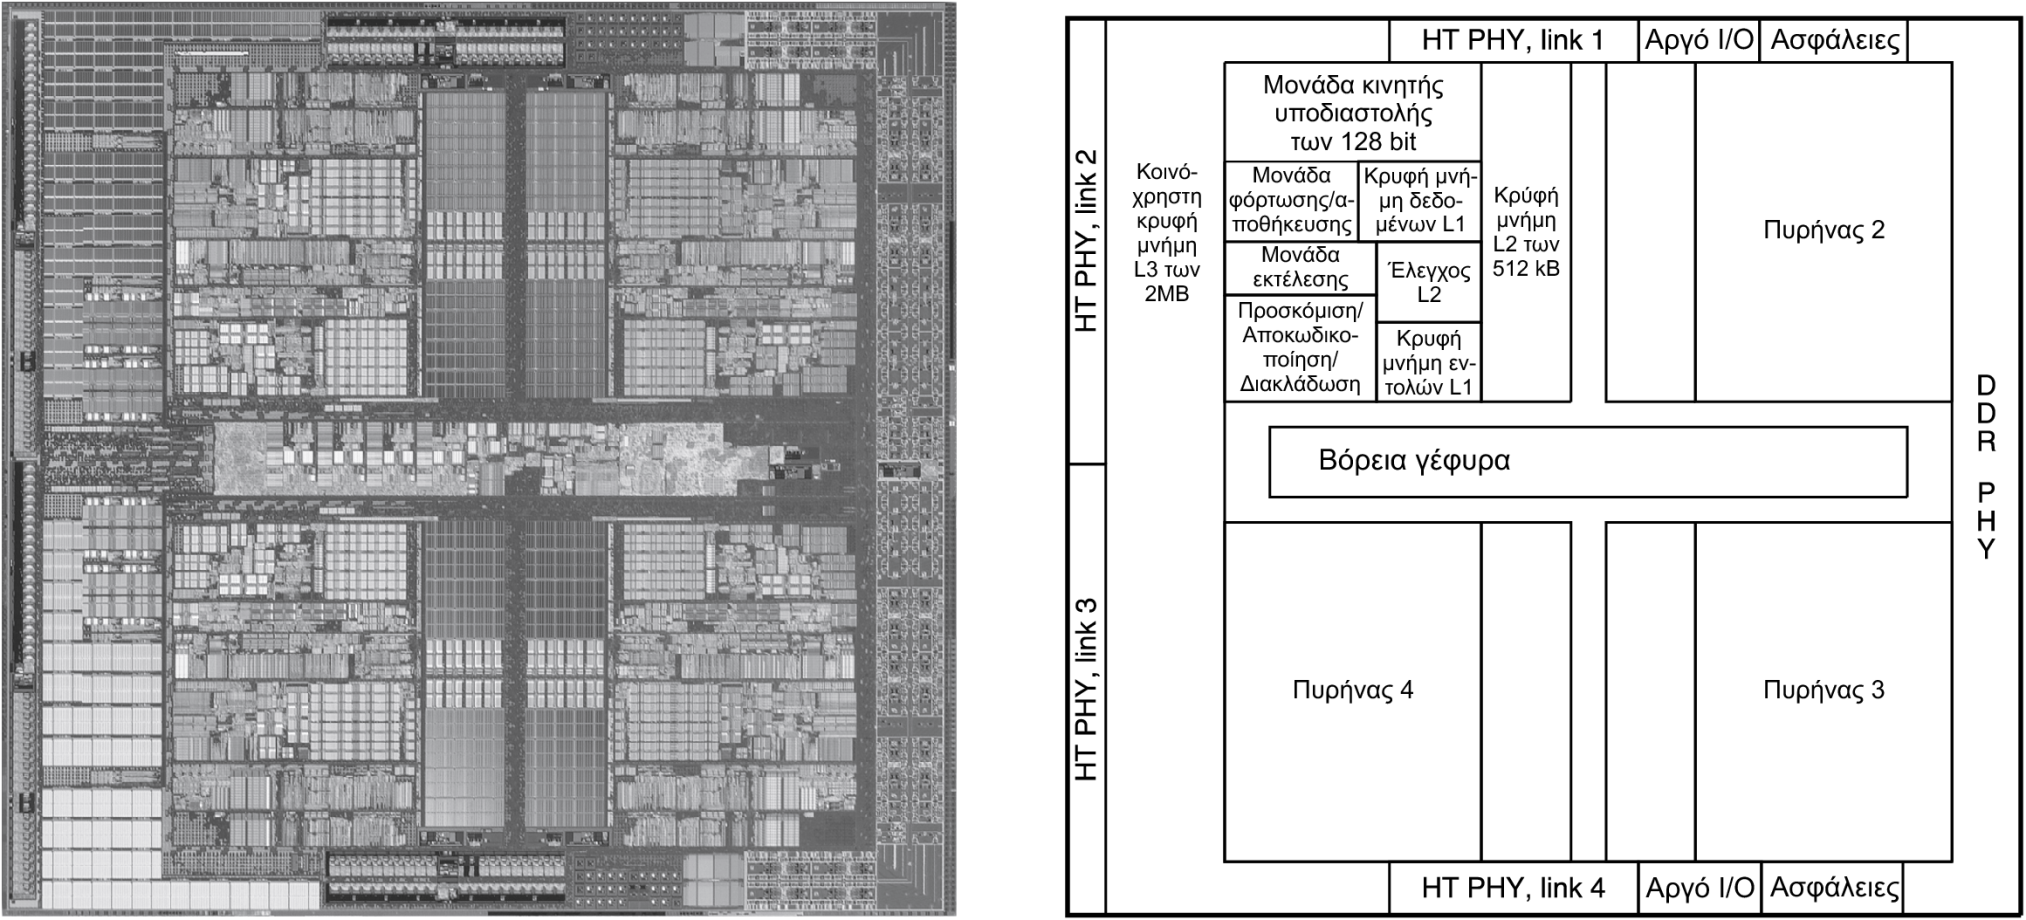 HT PHY, link 1
Αργό I/O
Ασφάλειες
HT PHY, link 2
Κοινό-
χρηστη
κρυφή
μνήμη
L3 των
2MB
Μονάδα κινητής
υποδιαστολής
των 128 bit
Μονάδα
φόρτωσης/α-
ποθήκευσης
Κρυφή μνή-
μη δεδο-
μένων L1
Μονάδα
εκτέλεσης
Έλεγχος
L2
Προσκόμιση/
Αποκωδικο-
ποίηση/
Διακλάδωση
Κρυφή
μνήμη εν-
τολών L1
Κρύφή
μνήμη
L2 των
512 kB
Πυρήνας 2
DDR PHY
Βόρεια γέφυρα
HT PHY, link 3
Πυρήνας 4
Πυρήνας 3
HT PHY, link 4
Αργό I/O
Ασφάλειες